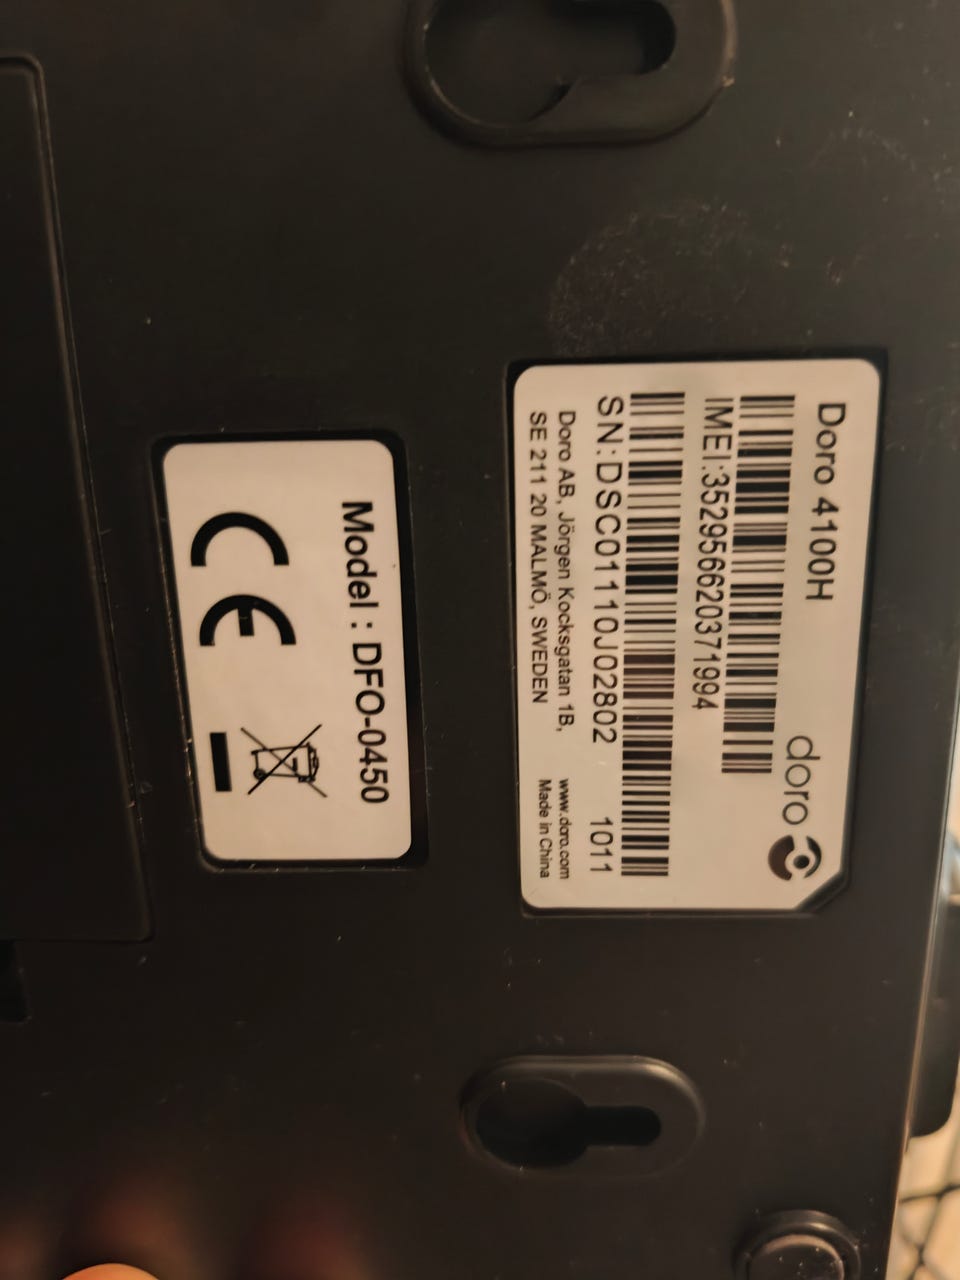 Doro 4100H
doro
IMEI:352956620371994
SN:DSC01110J02802 1011
Doro AB, Jörgen Kocksgatan 1B,
SE 211 20 MALMÖ, SWEDEN
www.doro.com
Made in China
Model : DFO-0450
CE